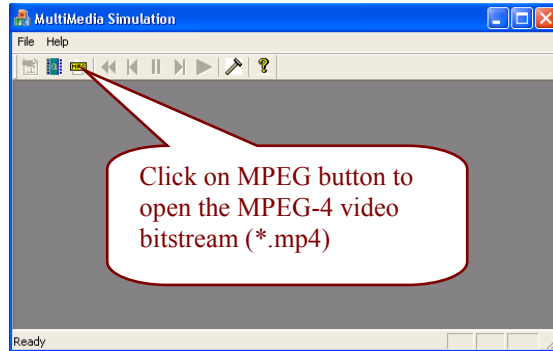 MultiMedia Simulation
File Help
Click on MPEG button to
open the MPEG-4 video
bitstream (*.mp4)
Ready